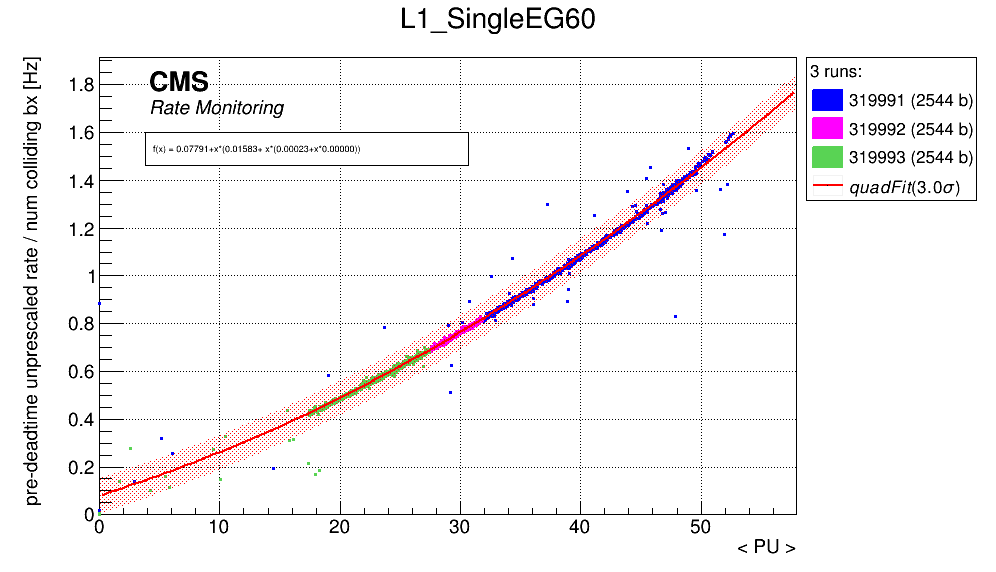 L1_SingleEG60
pre-deadtime unprescaled rate / num colliding bx [Hz]
CMS
Rate Monitoring
f(x) = 0.07791+x*(0.01583+ x*(0.00023+x*0.00000))
3 runs:
319991 (2544 b)
319992 (2544 b)
319993 (2544 b)
quadFit(3.0σ)
1.8
1.6
1.4
1.2
1
0.8
0.6
0.4
0.2
0
0 10 20 30 40 50
< PU >